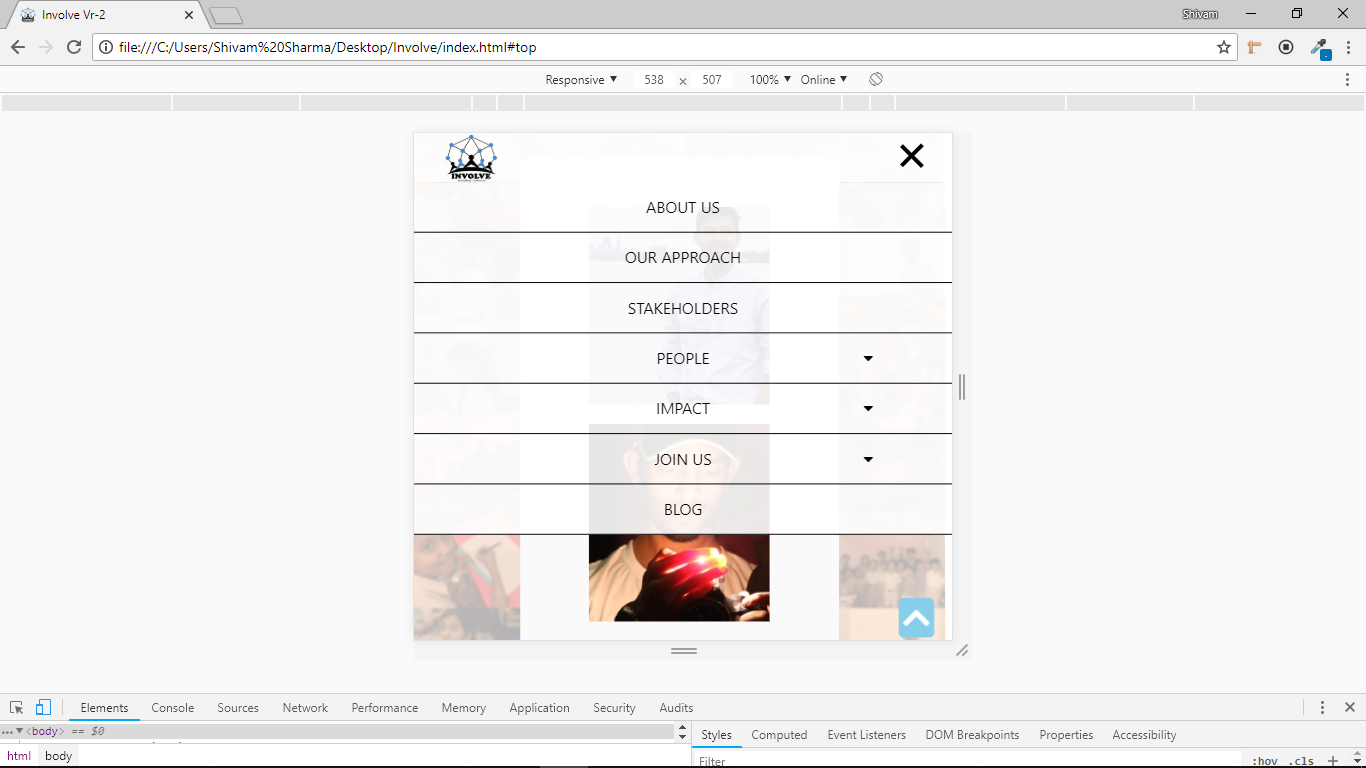 Involve Vr-2
Shivam
file:///C:/Users/Shivam%20Sharma/Desktop/Involve/index.html#top
Responsive 538 × 507 100% Online
INVOLVE
ABOUT US
OUR APPROACH
STAKEHOLDERS
PEOPLE
IMPACT
JOIN US
BLOG
Elements Console Sources Network Performance Memory Application Security Audits
... <body> == $0
Styles Computed Event Listeners DOM Breakpoints Properties Accessibility
html body
Filter :hov .cls +